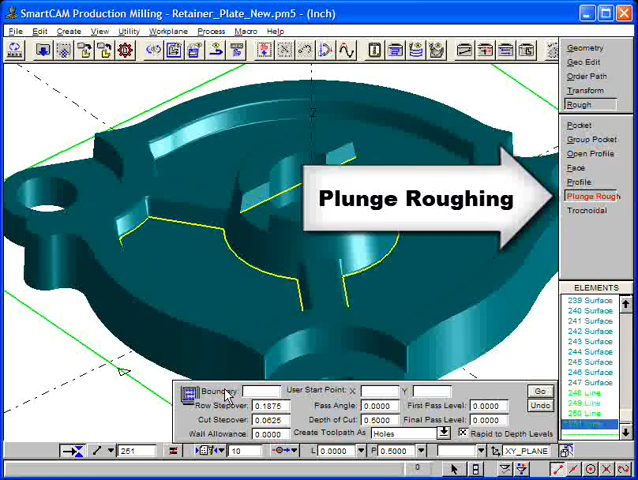 SmartCAM Production Milling - Retainer_Plate_New.pm5 - (Inch)
File Edit Create View Utility Workplane Process Macro Help
Geometry
Geo Edit
Order Path
Transform
Rough
Pocket
Group Pocket
Open Profile
Face
Profile
Plunge Rough
Trocnoidal
Z
Plunge Roughing
ELEMENTS
239 Surface
240 Surface
241 Surface
242 Surface
243 Surface
244 Surface
245 Surface
246 Surface
247 Surface
248 Line
249 Line
250 Line
251 Line
Boundary: User Start Point: X Y Go
Row Stepover: 0.1875 Pass Angle: 0.0000 First Pass Level: 0.0000 Undo
Cut Stepover: 0.0625 Depth of Cut: 0.5000 Final Pass Level: 0.0000
Wall Allowance: 0.0000 Create Toolpath As Holes Rapid to Depth Levels
251 10 L 0.0000 P 0.5000 XY_PLANE
0